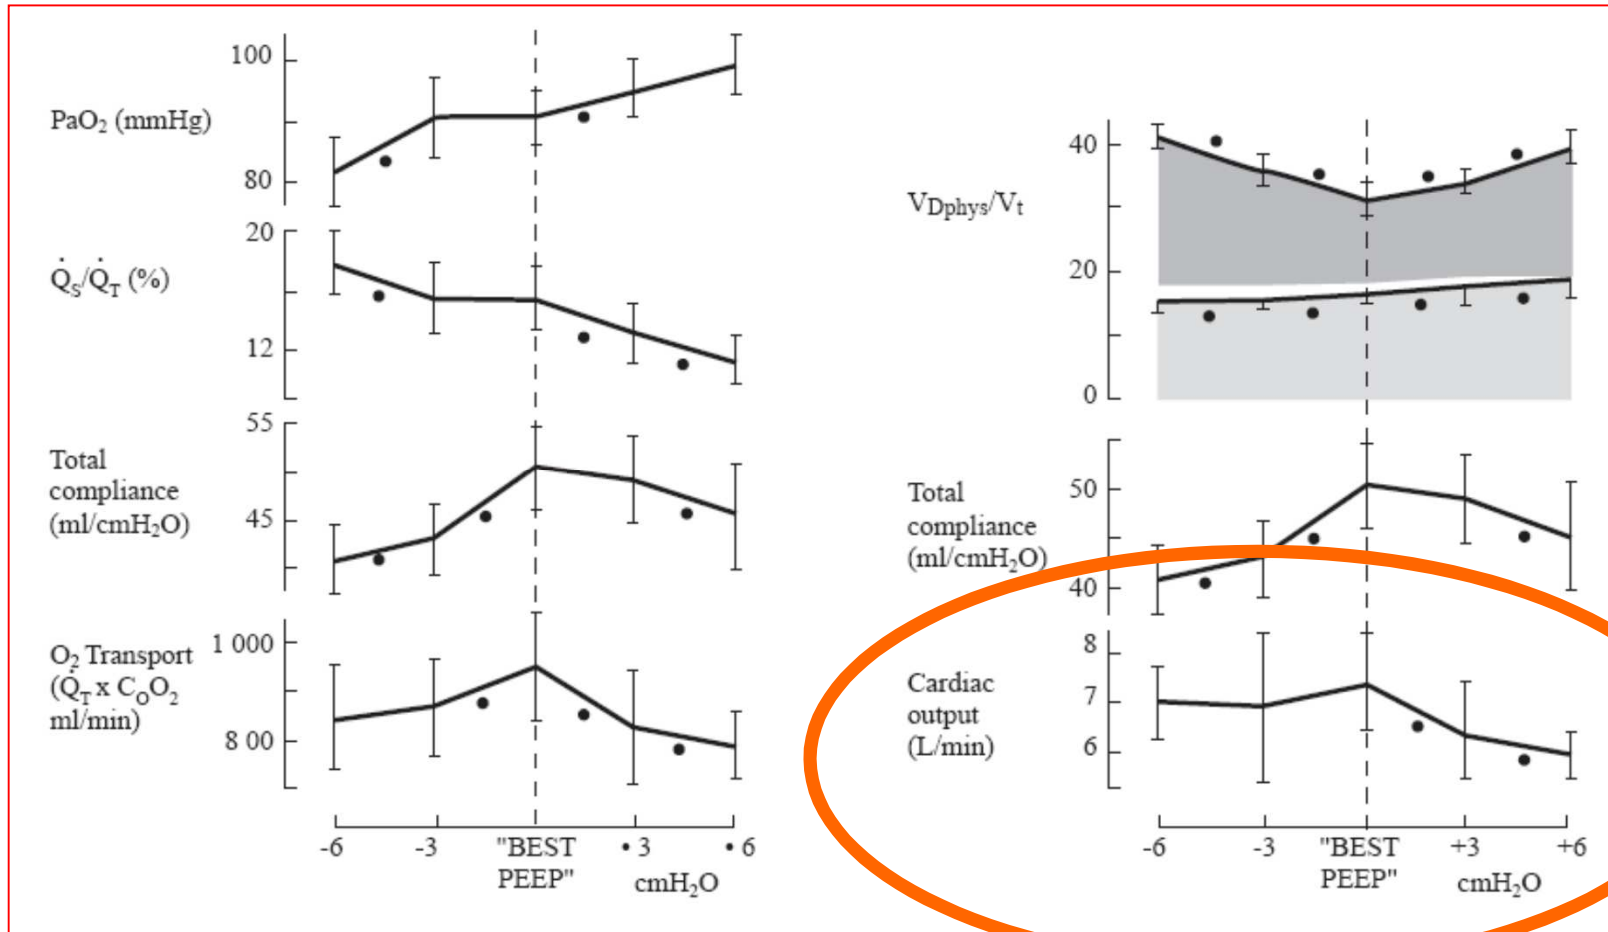 100
PaO₂ (mmHg)
80
20
Q̇S/Q̇T (%)
12
55
Total
compliance
(ml/cmH₂O)
45
1 000
O₂ Transport
(Q̇T x CₒO₂
ml/min)
8 00
-6 -3 "BEST • 3 • 6
PEEP" cmH₂O
40
VDphys/Vt
20
0
50
Total
compliance
(ml/cmH₂O)
40
8
Cardiac
7
output
(L/min)
6
-6 -3 "BEST +3 +6
PEEP" cmH₂O